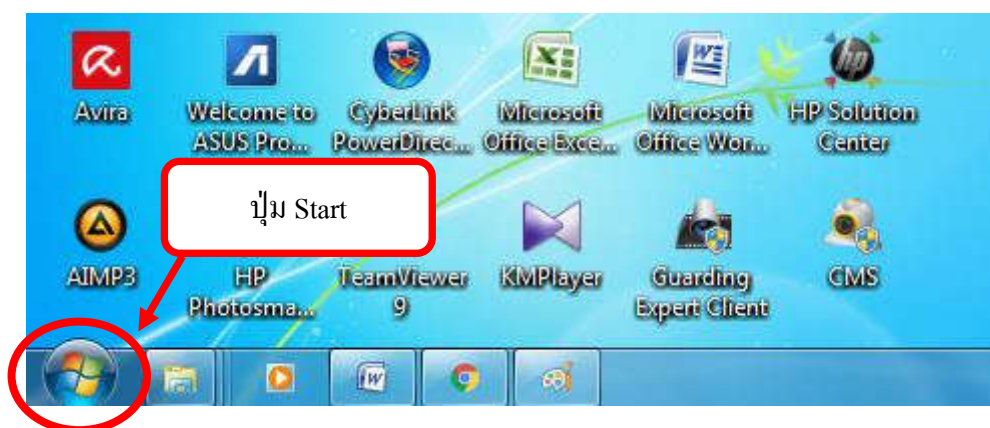 Avira
Welcome to
ASUS Pro...
CyberLink
PowerDirec...
Microsoft
Office Exce...
Microsoft
Office Wor...
HP Solution
Center
ปุ่ม Start
AIMP3
HP
Photosma...
TeamViewer
9
KMPlayer
Guarding
Expert Client
CMS